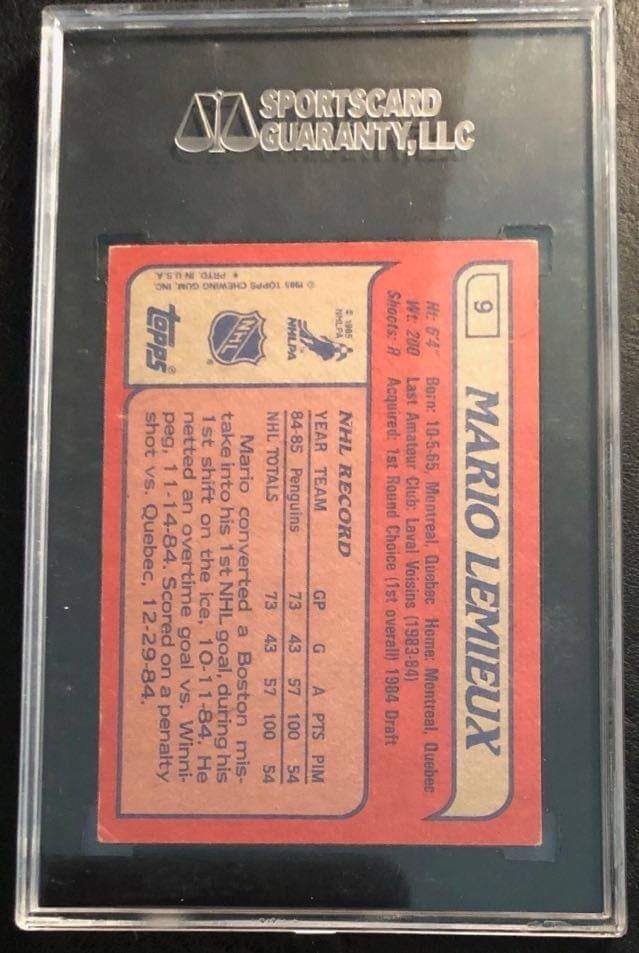 SPORTSCARD
GUARANTY, LLC
9
MARIO LEMIEUX
Ht: 6'4" Born: 10-5-65, Montreal, Quebec Home: Montreal, Quebec
Wt: 200 Last Amateur Club: Laval Voisins (1983-84)
Shoots: R Acquired: 1st Round Choice (1st overall) 1984 Draft
© 1985
NHLPA
NHLPA
NHL
topps®
© 1985 TOPPS CHEWING GUM, INC.
* PRTD. IN U.S.A.
NHL RECORD
YEAR TEAM GP G A PTS PIM
84-85 Penguins 73 43 57 100 54
NHL TOTALS 73 43 57 100 54
Mario converted a Boston mis-
take into his 1st NHL goal, during his
1st shift on the ice, 10-11-84. He
netted an overtime goal vs. Winni-
peg, 11-14-84. Scored on a penalty
shot vs. Quebec, 12-29-84.